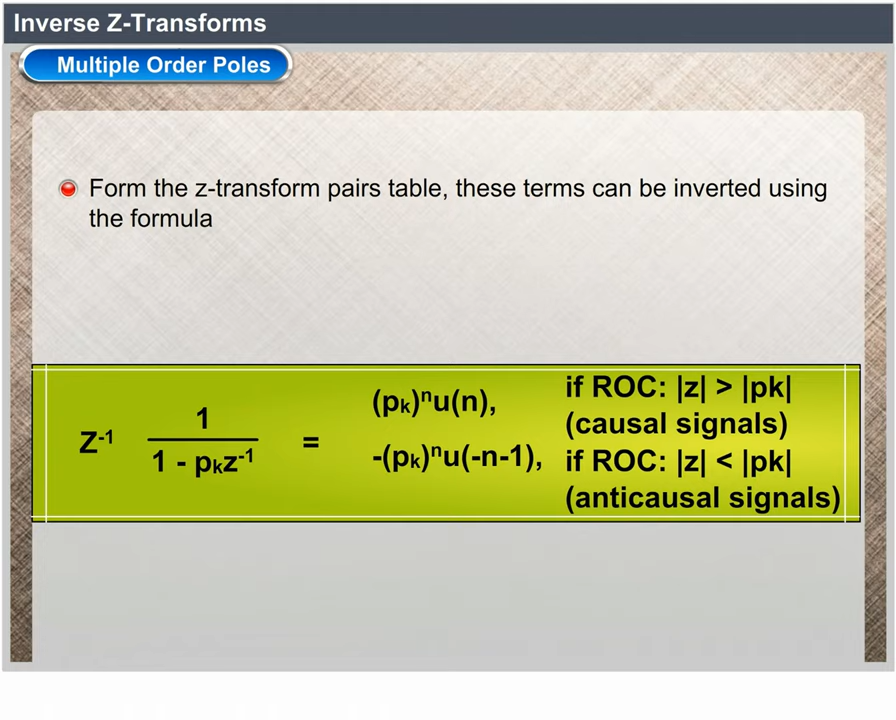 Inverse Z-Transforms
Multiple Order Poles
Form the z-transform pairs table, these terms can be inverted using
the formula
Z⁻¹ 1 / (1 - pₖz⁻¹) =
(pₖ)ⁿu(n), if ROC: |z| > |pk|
(causal signals)
-(pₖ)ⁿu(-n-1), if ROC: |z| < |pk|
(anticausal signals)